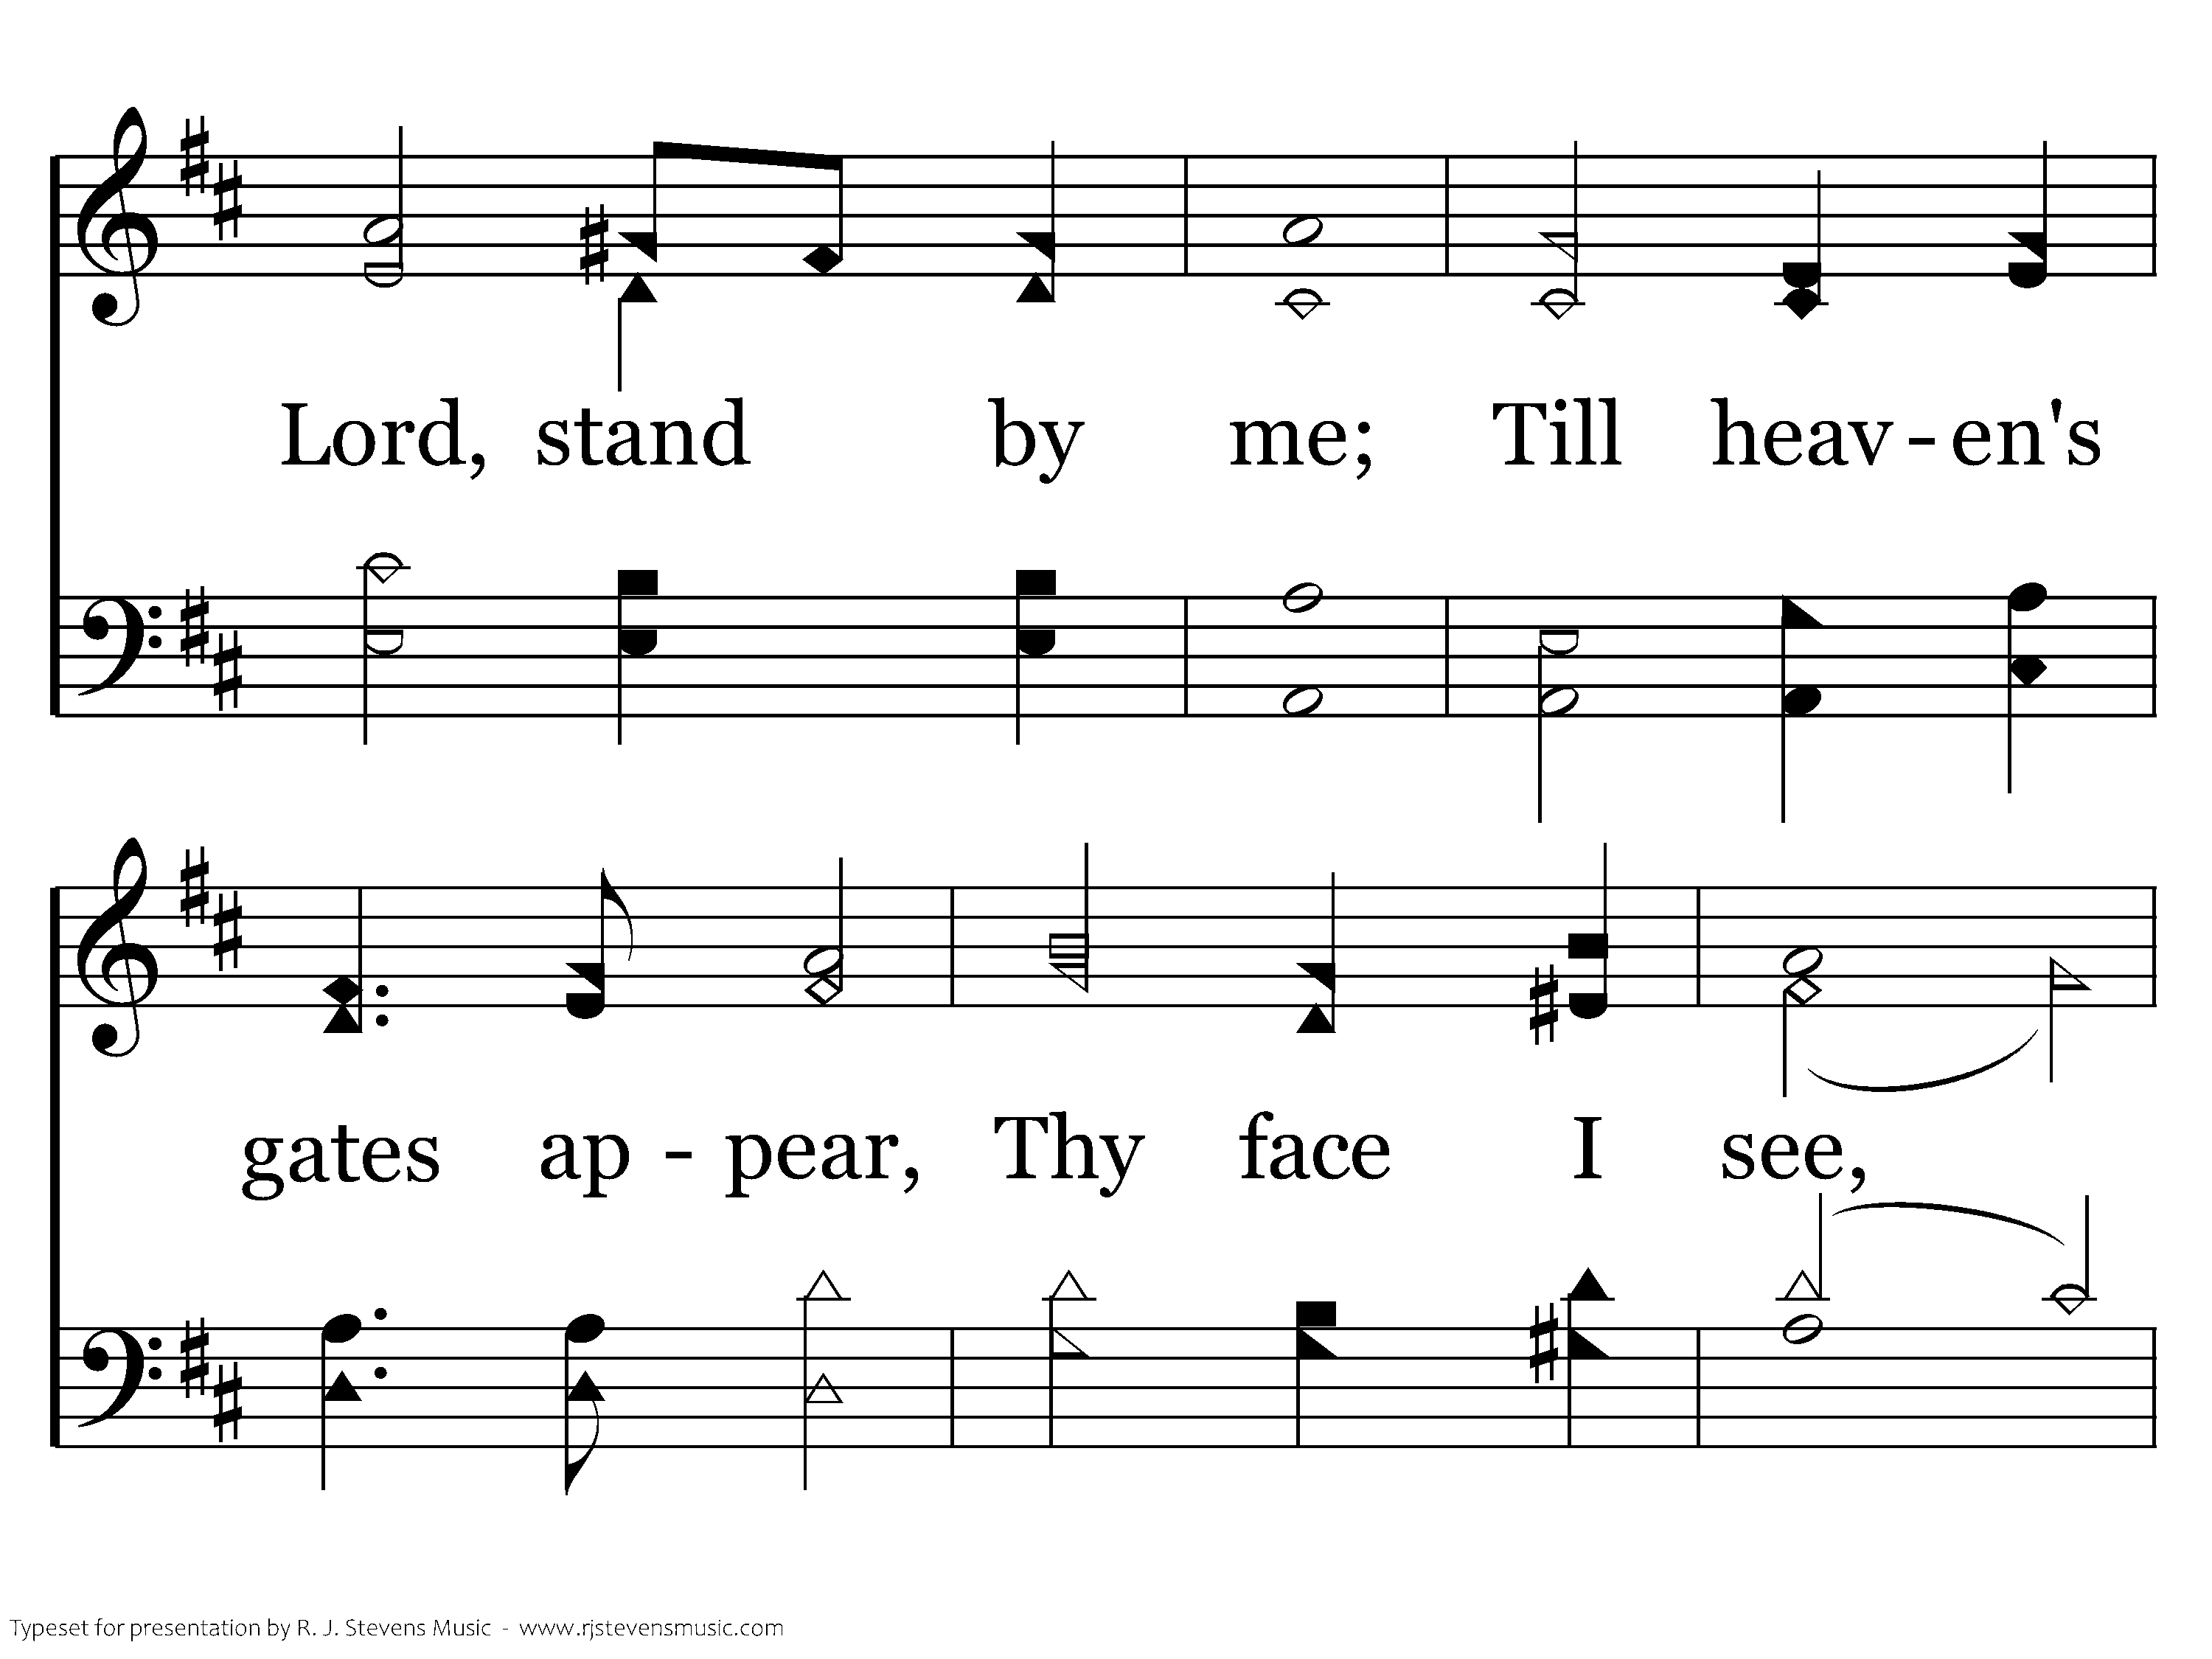 Lord, stand by me; Till heav-en's
gates ap - pear, Thy face I see,
Typeset for presentation by R. J. Stevens Music - www.rjstevensmusic.com